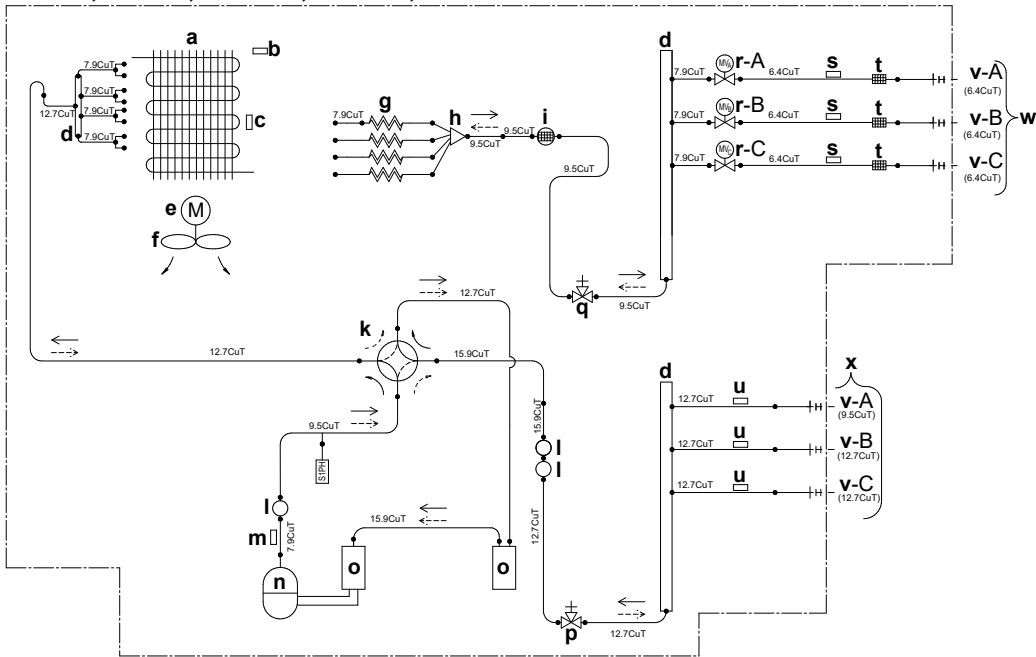 a
b
7.9CuT
7.9CuT
7.9CuT
7.9CuT
12.7CuT
d
c
e
M
f
7.9CuT
g
h
9.5CuT
9.5CuT
i
9.5CuT
d
7.9CuT
r-A
6.4CuT
s
t
v-A
(6.4CuT)
7.9CuT
r-B
6.4CuT
s
t
v-B
(6.4CuT)
w
7.9CuT
r-C
6.4CuT
s
t
v-C
(6.4CuT)
q
9.5CuT
12.7CuT
k
12.7CuT
15.9CuT
9.5CuT
S1PH
l
m
7.9CuT
n
15.9CuT
o
o
15.9CuT
l
l
12.7CuT
p
12.7CuT
d
x
12.7CuT
u
v-A
(9.5CuT)
12.7CuT
u
v-B
(12.7CuT)
12.7CuT
u
v-C
(12.7CuT)